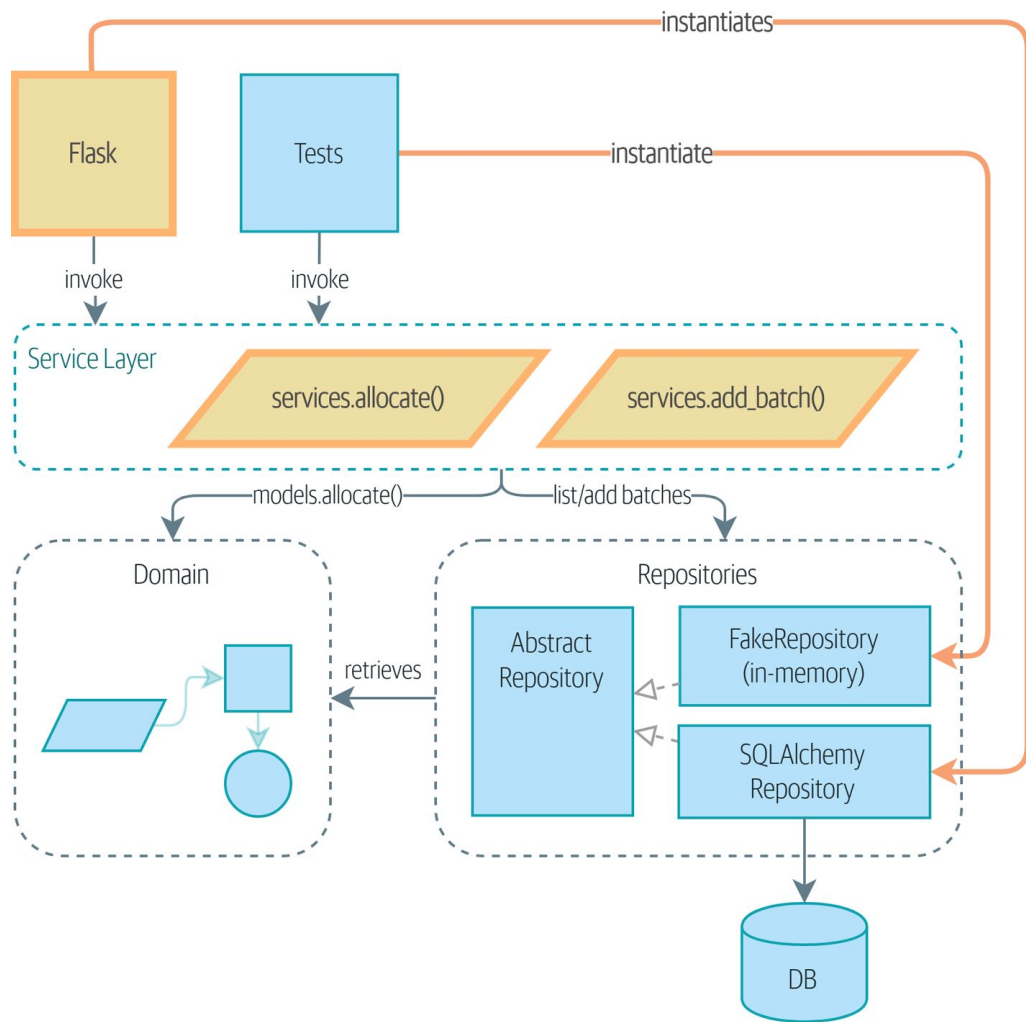 instantiates
Flask
Tests
instantiate
invoke
invoke
Service Layer
services.allocate()
services.add_batch()
models.allocate()
list/add batches
Domain
Repositories
Abstract
Repository
FakeRepository
(in-memory)
retrieves
SQLAlchemy
Repository
DB